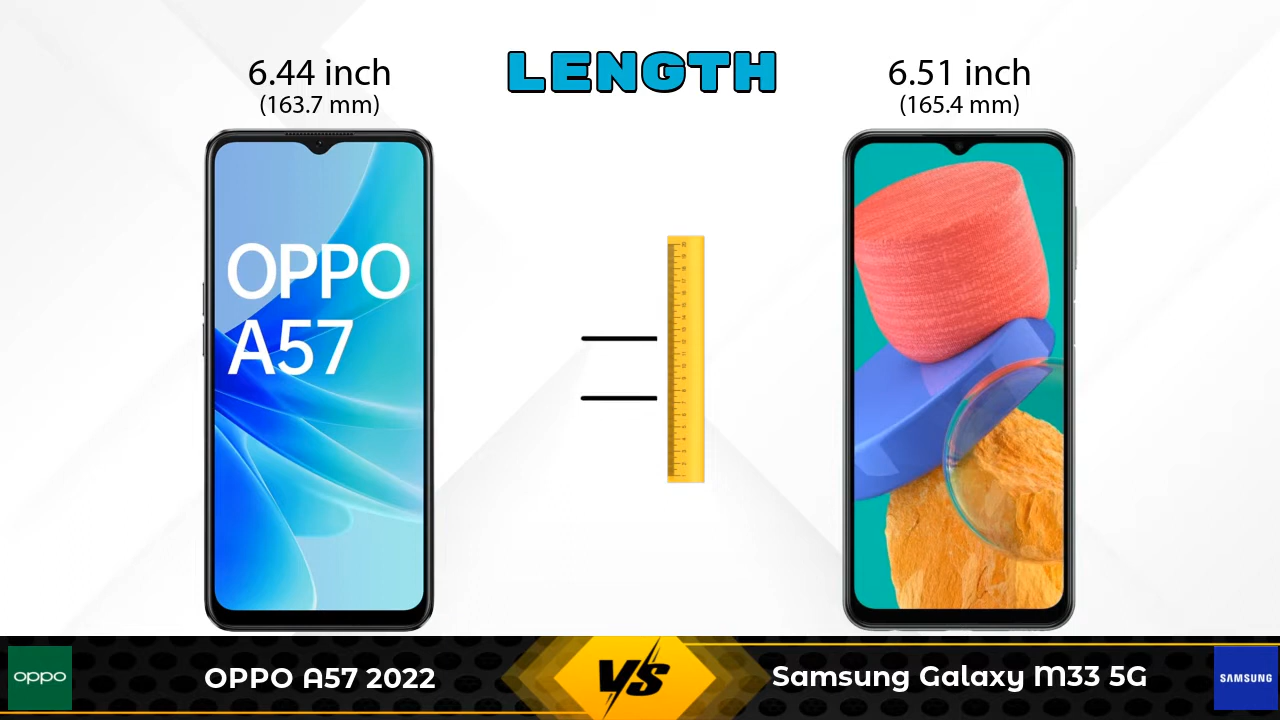 LENGTH
6.44 inch
(163.7 mm)
6.51 inch
(165.4 mm)
OPPO
A57
oppo
OPPO A57 2022
VS
Samsung Galaxy M33 5G
SAMSUNG